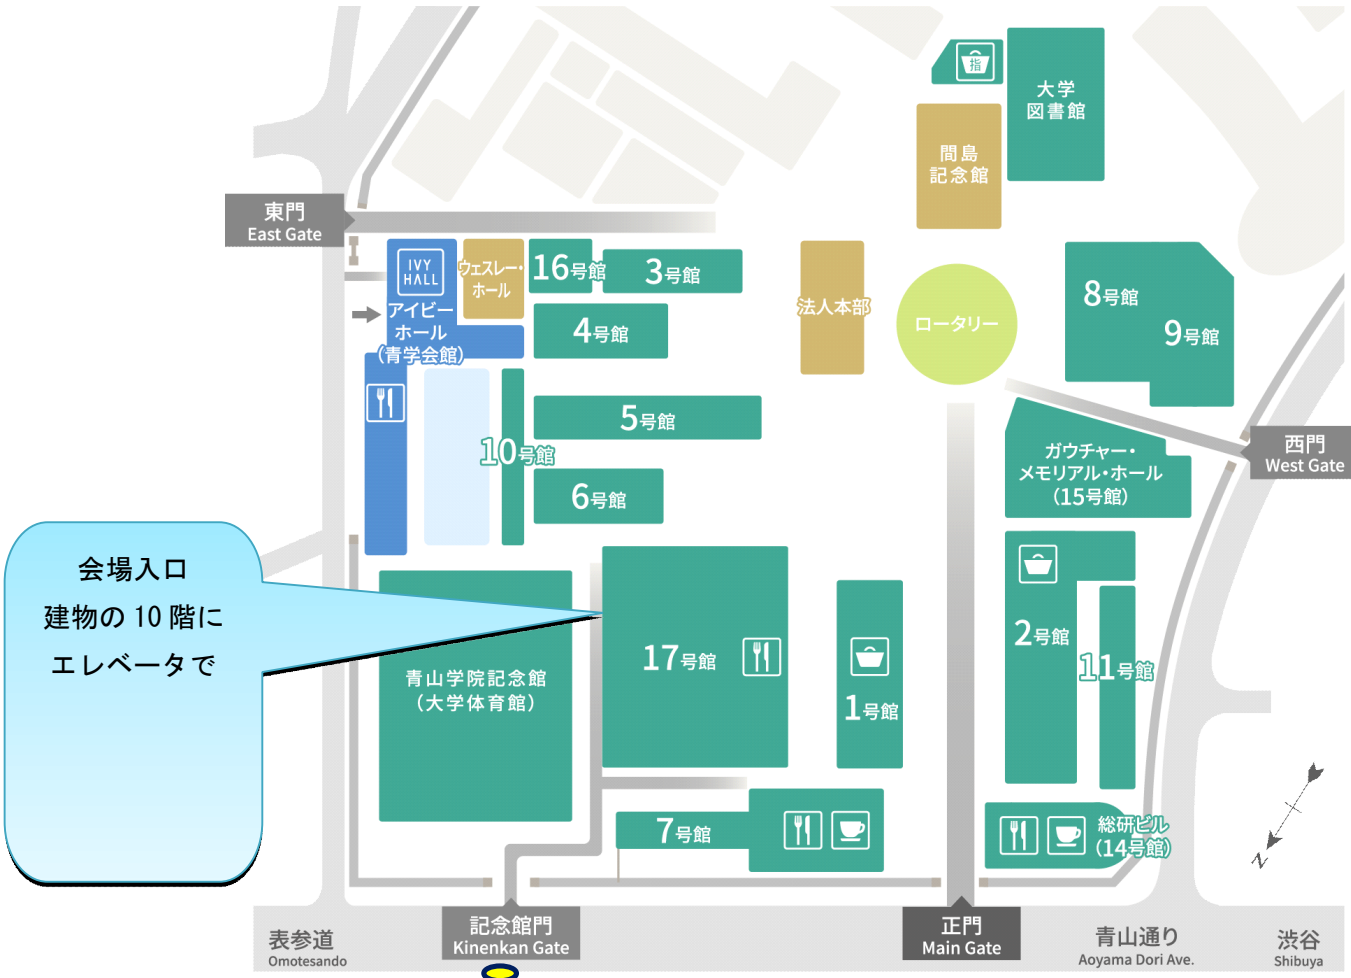 指
大学
図書館
間島
記念館
東門
East Gate
IVY
HALL
アイビー
ホール
(青学会館)
ウェスレー・
ホール
16号館
3号館
4号館
法人本部
ロータリー
8号館
9号館
5号館
10号館
6号館
ガウチャー・
メモリアル・ホール
(15号館)
西門
West Gate
会場入口
建物の 10 階に
エレベータで
青山学院記念館
(大学体育館)
17号館
1号館
2号館
11号館
7号館
総研ビル
(14号館)
N
表参道
Omotesando
記念館門
Kinenkan Gate
正門
Main Gate
青山通り
Aoyama Dori Ave.
渋谷
Shibuya